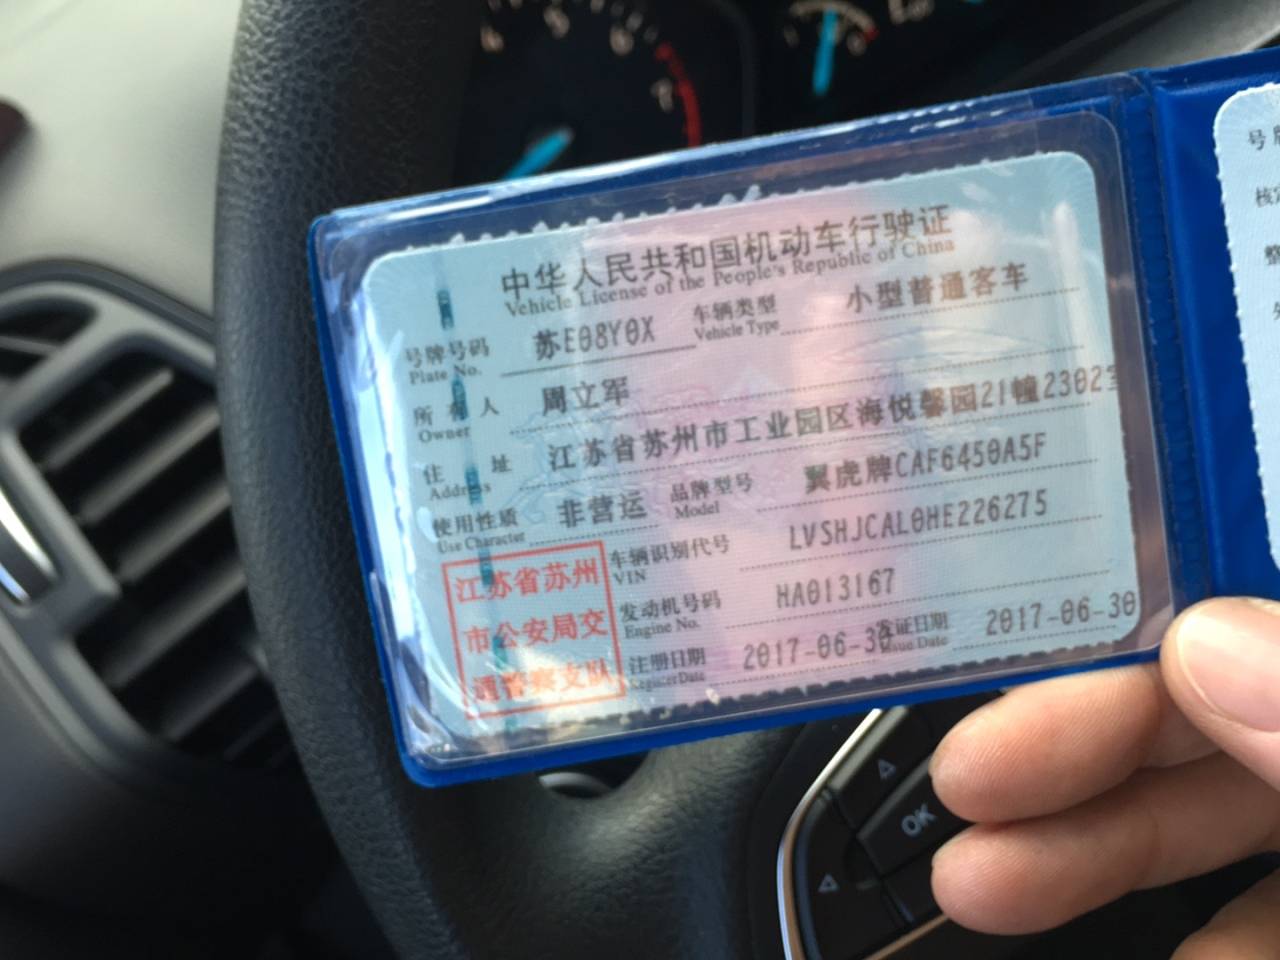 4 5 6 7
中华人民共和国机动车行驶证
Vehicle License of the People's Republic of China
号牌号码 苏E08Y0X 车辆类型 小型普通客车
Plate No. Vehicle Type
所有人 周立军
Owner
住址 江苏省苏州市工业园区海悦馨园21幢2302室
Address
使用性质 非营运 品牌型号 翼虎牌CAF6450A5F
Use Character Model
江苏省苏州
市公安局交
通警察支队
车辆识别代号 LVSHJCAL0HE226275
VIN
发动机号码 HA013167
Engine No.
注册日期 2017-06-30 发证日期 2017-06-30
Register Date Issue Date
号
核
整
OK